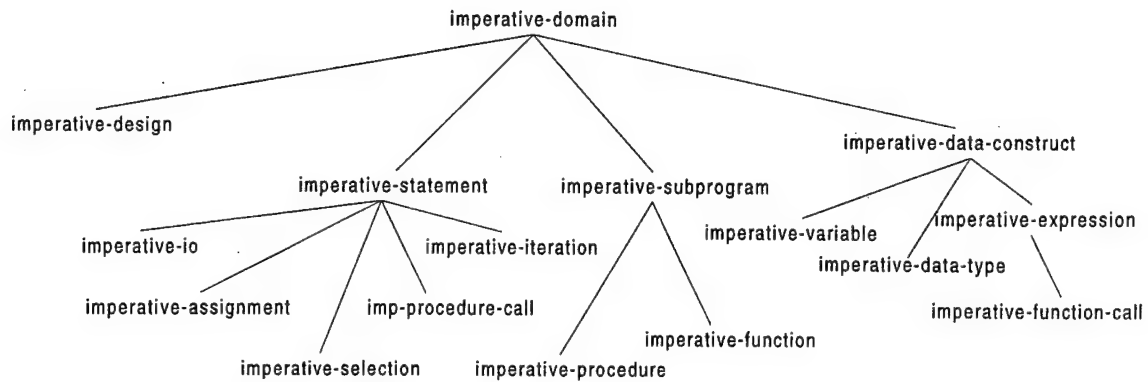 imperative-domain
imperative-design
imperative-data-construct
imperative-statement
imperative-subprogram
imperative-io
imperative-iteration
imperative-variable
imperative-expression
imperative-data-type
imperative-assignment
imp-procedure-call
imperative-function-call
imperative-function
imperative-selection
imperative-procedure